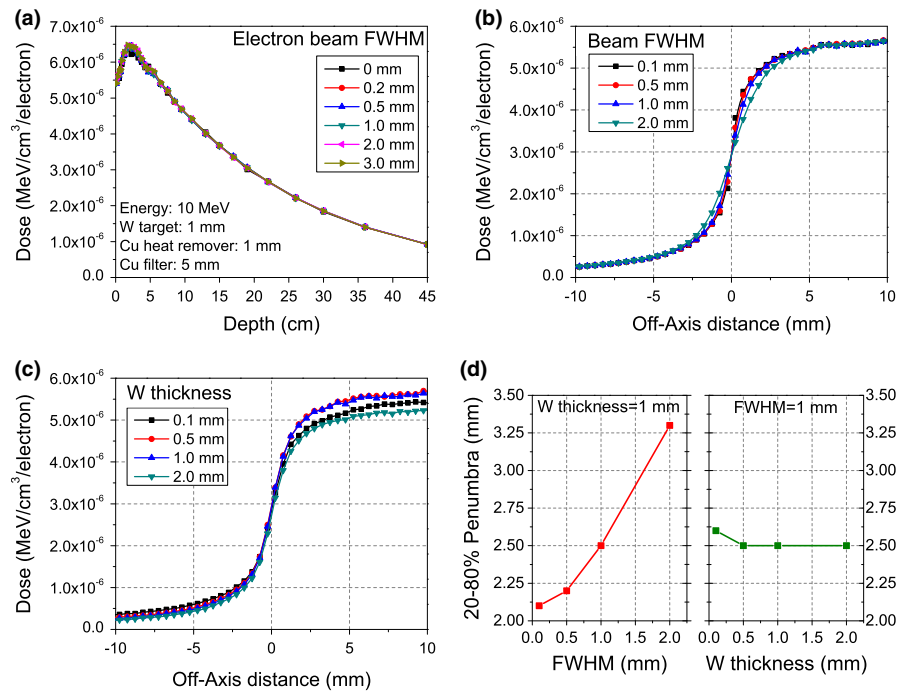 (a)
Electron beam FWHM
0 mm
0.2 mm
0.5 mm
1.0 mm
2.0 mm
3.0 mm
Energy: 10 MeV
W target: 1 mm
Cu heat remover: 1 mm
Cu filter: 5 mm
7.0x10⁻⁶
6.0x10⁻⁶
5.0x10⁻⁶
4.0x10⁻⁶
3.0x10⁻⁶
2.0x10⁻⁶
1.0x10⁻⁶
0.0
0 5 10 15 20 25 30 35 40 45
Dose (MeV/cm³/electron)
Depth (cm)
(b)
Beam FWHM
0.1 mm
0.5 mm
1.0 mm
2.0 mm
6.0x10⁻⁶
5.0x10⁻⁶
4.0x10⁻⁶
3.0x10⁻⁶
2.0x10⁻⁶
1.0x10⁻⁶
0.0
-10 -5 0 5 10
Dose (MeV/cm³/electron)
Off-Axis distance (mm)
(c)
W thickness
0.1 mm
0.5 mm
1.0 mm
2.0 mm
6.0x10⁻⁶
5.0x10⁻⁶
4.0x10⁻⁶
3.0x10⁻⁶
2.0x10⁻⁶
1.0x10⁻⁶
0.0
-10 -5 0 5 10
Dose (MeV/cm³/electron)
Off-Axis distance (mm)
(d)
W thickness=1 mm
FWHM=1 mm
3.50
3.25
3.00
2.75
2.50
2.25
2.00
3.50
3.25
3.00
2.75
2.50
2.25
2.00
0.0 0.5 1.0 1.5 2.0
0.0 0.5 1.0 1.5 2.0
20-80% Penumbra (mm)
FWHM (mm)
W thickness (mm)